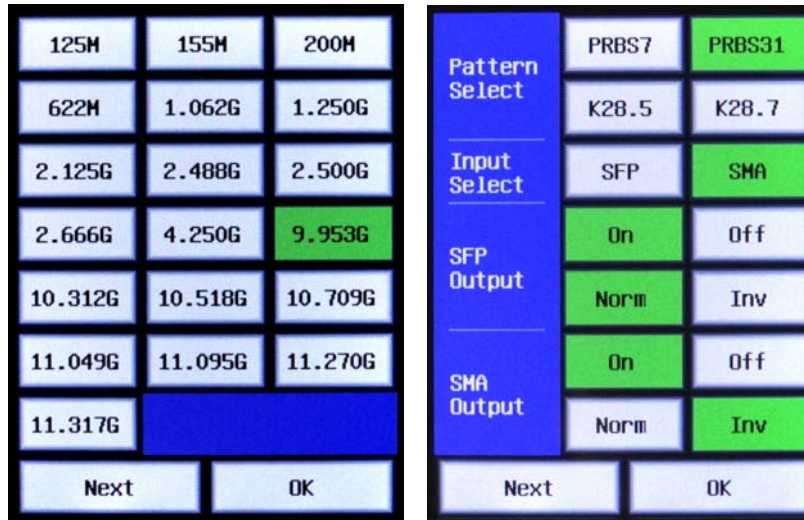 125M 155M 200M
622M 1.062G 1.250G
2.125G 2.488G 2.500G
2.666G 4.250G 9.953G
10.312G 10.518G 10.709G
11.049G 11.095G 11.270G
11.317G
Next OK
Pattern
Select
PRBS7 PRBS31
K28.5 K28.7
Input
Select
SFP SMA
SFP
Output
On Off
Norm Inv
SMA
Output
On Off
Norm Inv
Next OK